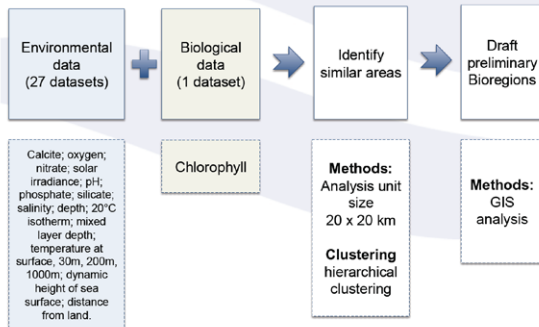 Environmental
data
(27 datasets)
Biological
data
(1 dataset)
Identify
similar areas
Draft
preliminary
Bioregions
Calcite; oxygen;
nitrate; solar
irradiance; pH;
phosphate; silicate;
salinity; depth; 20°C
isotherm; mixed
layer depth;
temperature at
surface, 30m, 200m,
1000m; dynamic
height of sea
surface; distance
from land.
Chlorophyll
Methods:
Analysis unit
size
20 x 20 km
Clustering
hierarchical
clustering
Methods:
GIS
analysis